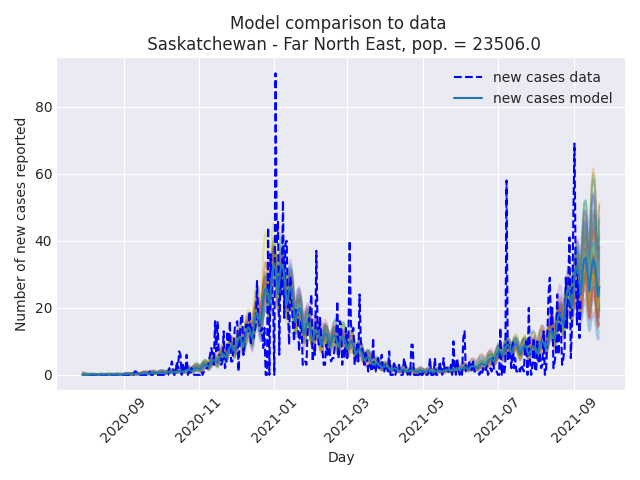 Model comparison to data
Saskatchewan - Far North East, pop. = 23506.0
new cases data
new cases model
Number of new cases reported
80
60
40
20
0
2020-09
2020-11
2021-01
2021-03
2021-05
2021-07
2021-09
Day